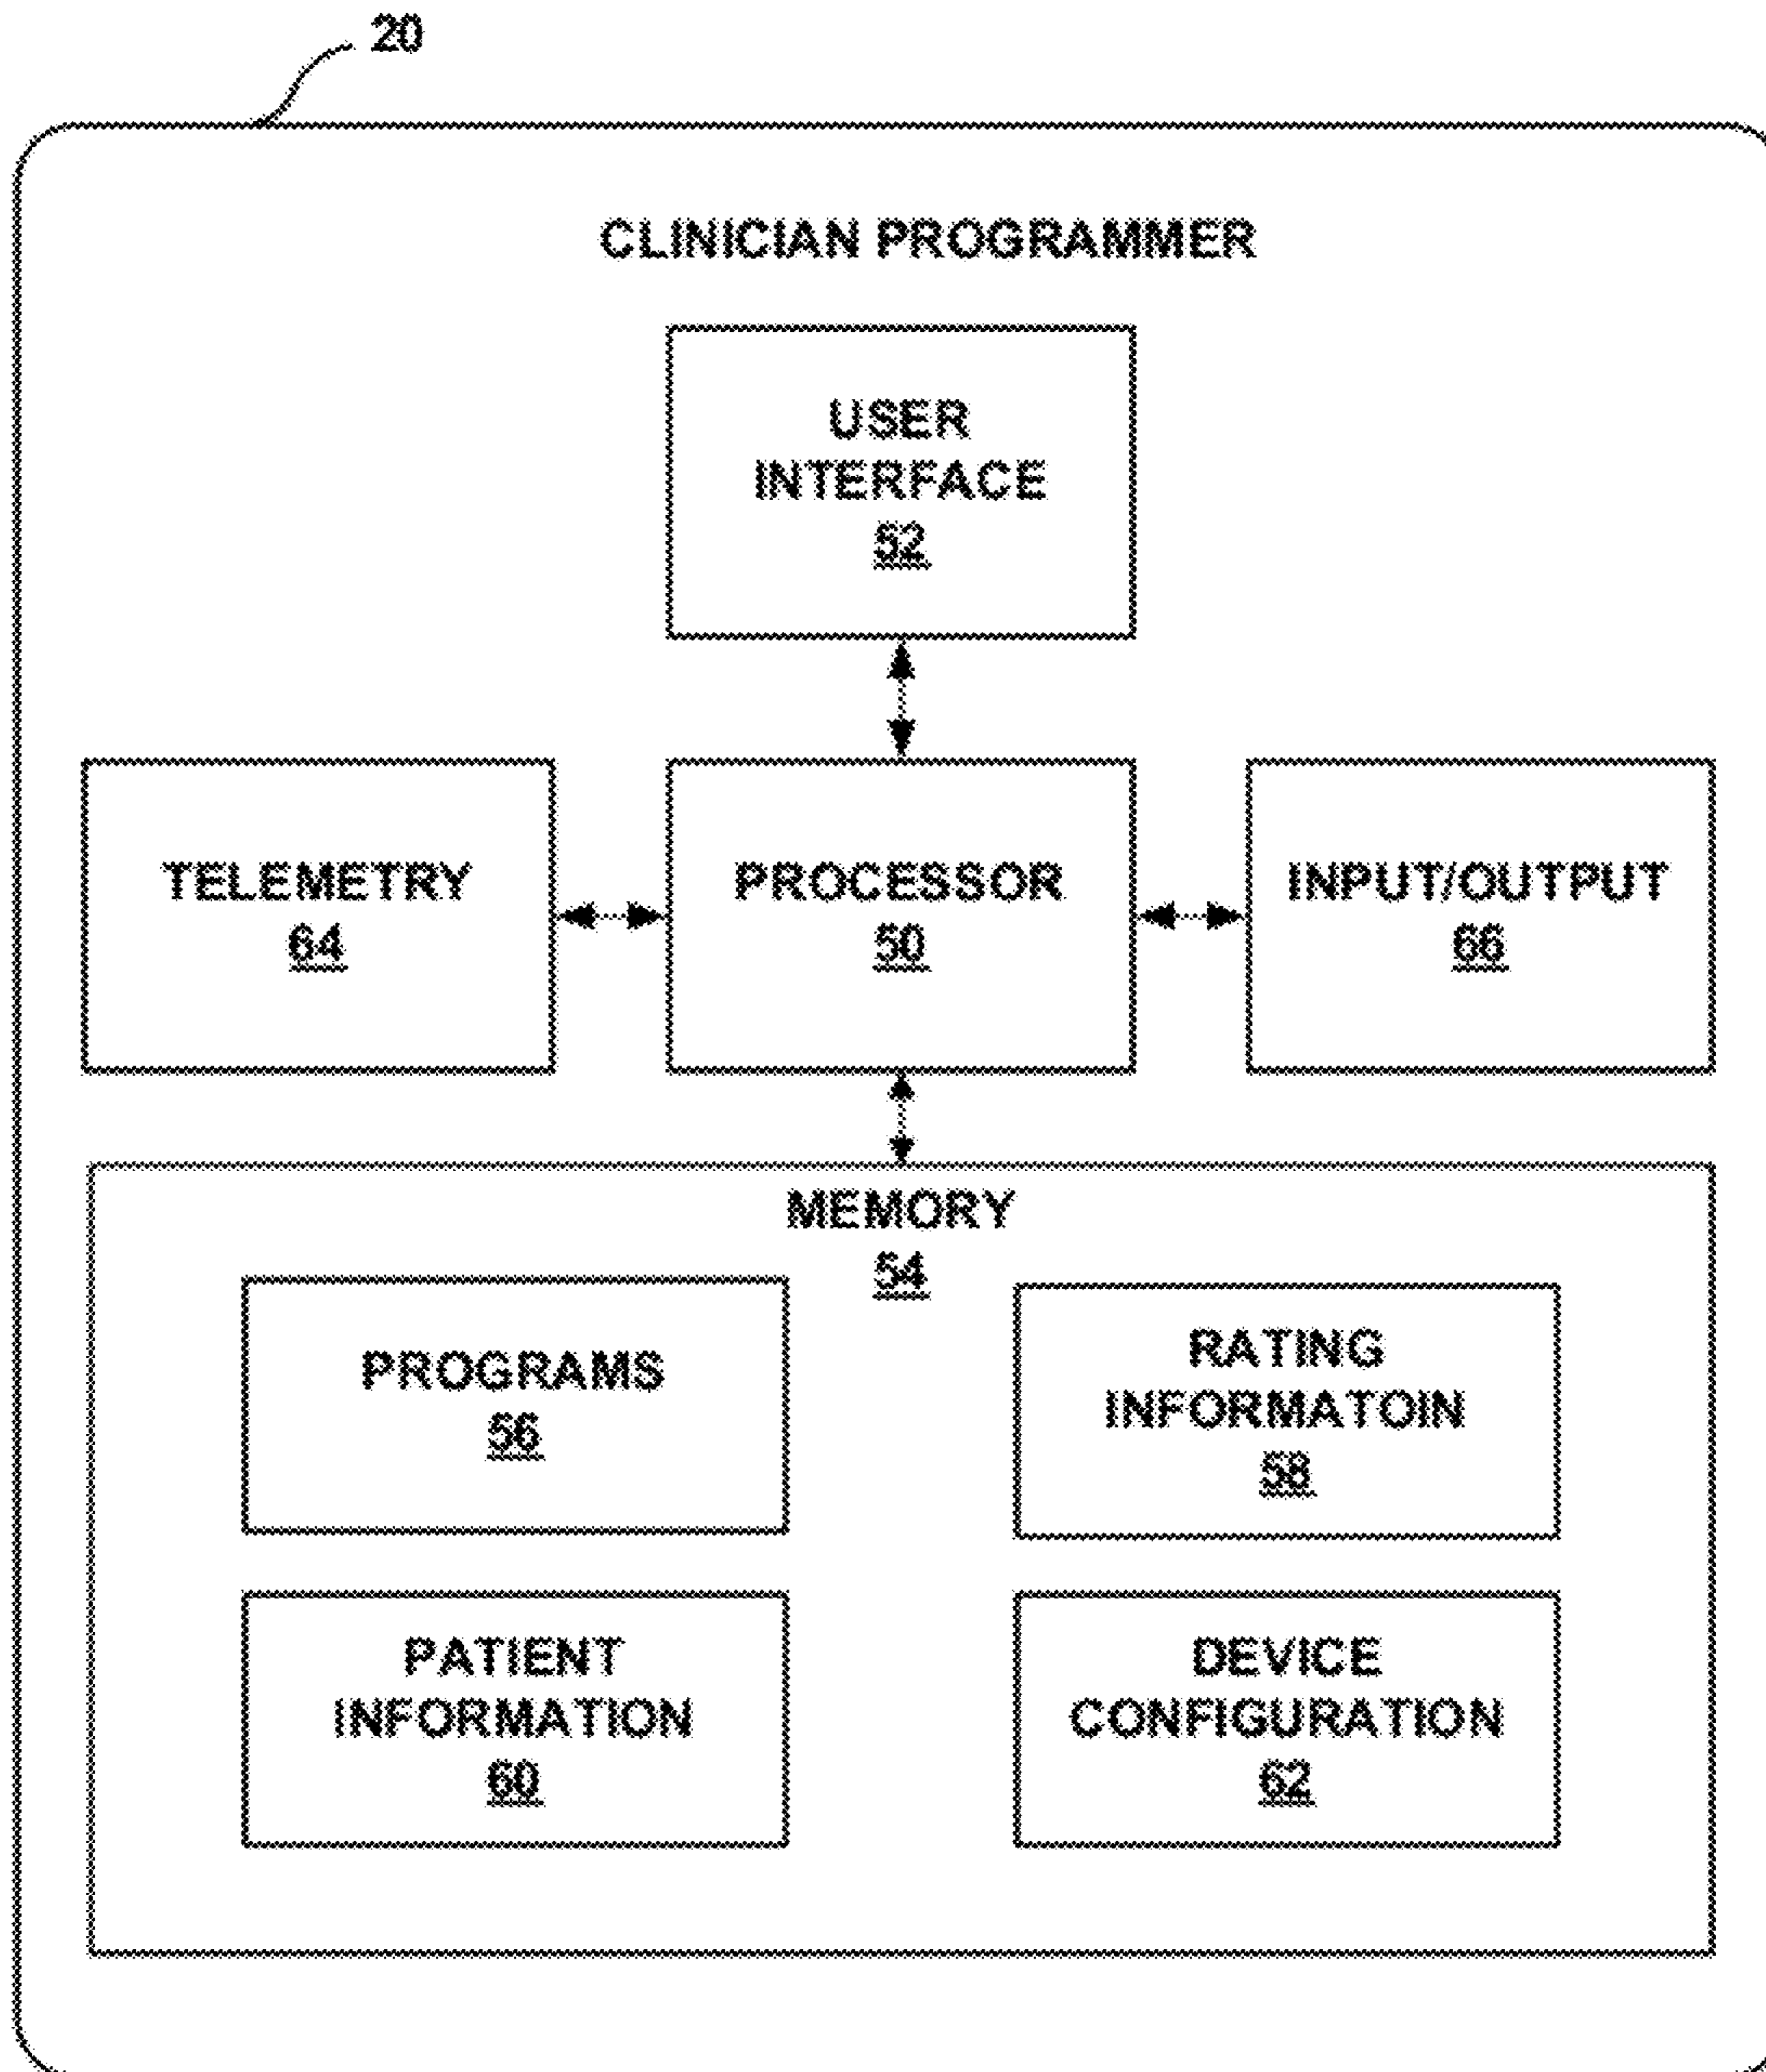 20
CLINICIAN PROGRAMMER
USER
INTERFACE
52
TELEMETRY
64
PROCESSOR
50
INPUT/OUTPUT
66
MEMORY
54
PROGRAMS
56
RATING
INFORMATOIN
58
PATIENT
INFORMATION
60
DEVICE
CONFIGURATION
62